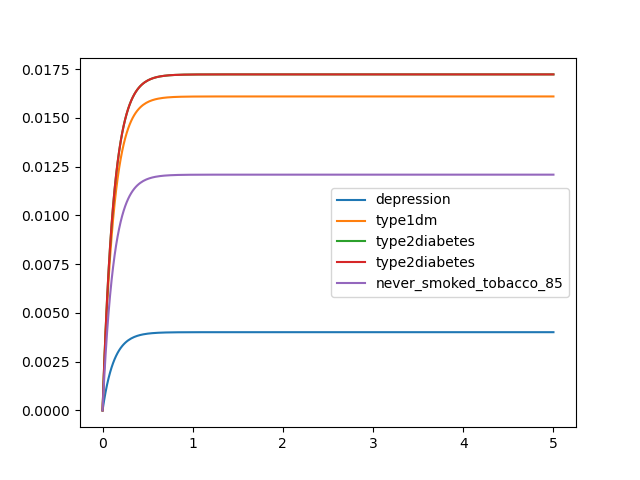 0.0175
0.0150
0.0125
0.0100
0.0075
0.0050
0.0025
0.0000
depression
type1dm
type2diabetes
type2diabetes
never_smoked_tobacco_85
0 1 2 3 4 5